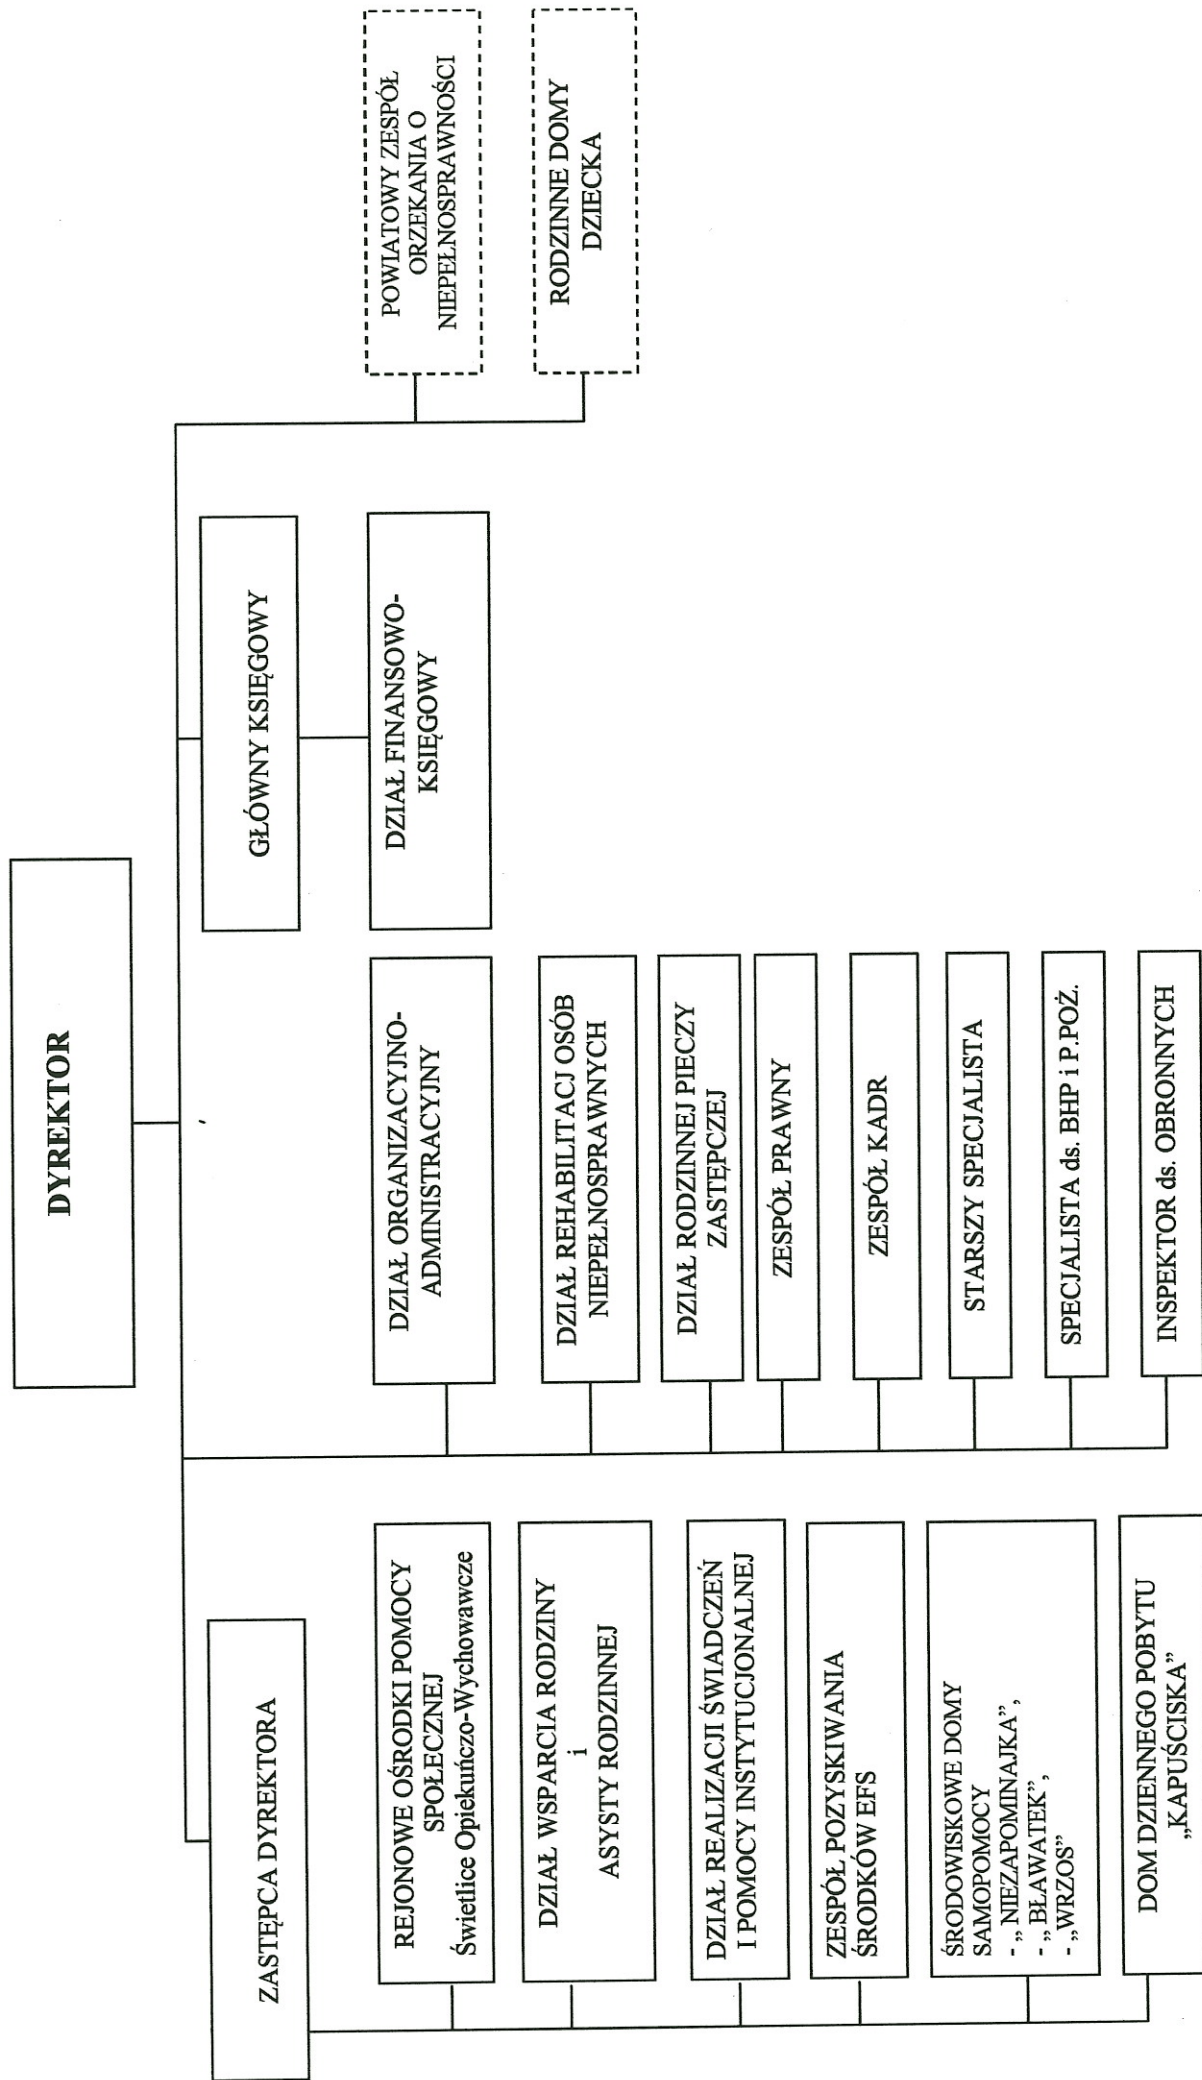 DYREKTOR
ZASTĘPCA DYREKTORA
REJONOWE OŚRODKI POMOCY
SPOŁECZNEJ
Świetlice Opiekuńczo-Wychowawcze
DZIAŁ WSPARCIA RODZINY
i
ASYSTY RODZINNEJ
DZIAŁ REALIZACJI ŚWIADCZEŃ
I POMOCY INSTYTUCJONALNEJ
ZESPÓŁ POZYSKIWANIA
ŚRODKÓW EFS
ŚRODOWISKOWE DOMY
SAMOPOMOCY
- „NIEZAPOMINAJKA”,
- „BŁAWATEK”,
- „WRZOS”
DOM DZIENNEGO POBYTU
„KAPUŚCISKA”
DZIAŁ ORGANIZACYJNO-
ADMINISTRACYJNY
DZIAŁ REHABILITACJ OSÓB
NIEPEŁNOSPRAWNYCH
DZIAŁ RODZINNEJ PIECZY
ZASTĘPCZEJ
ZESPÓŁ PRAWNY
ZESPÓŁ KADR
STARSZY SPECJALISTA
SPECJALISTA ds. BHP i P.POŻ.
INSPEKTOR ds. OBRONNYCH
GŁÓWNY KSIĘGOWY
DZIAŁ FINANSOWO-
KSIĘGOWY
POWIATOWY ZESPÓŁ
ORZEKANIA O
NIEPEŁNOSPRAWNOŚCI
RODZINNE DOMY
DZIECKA